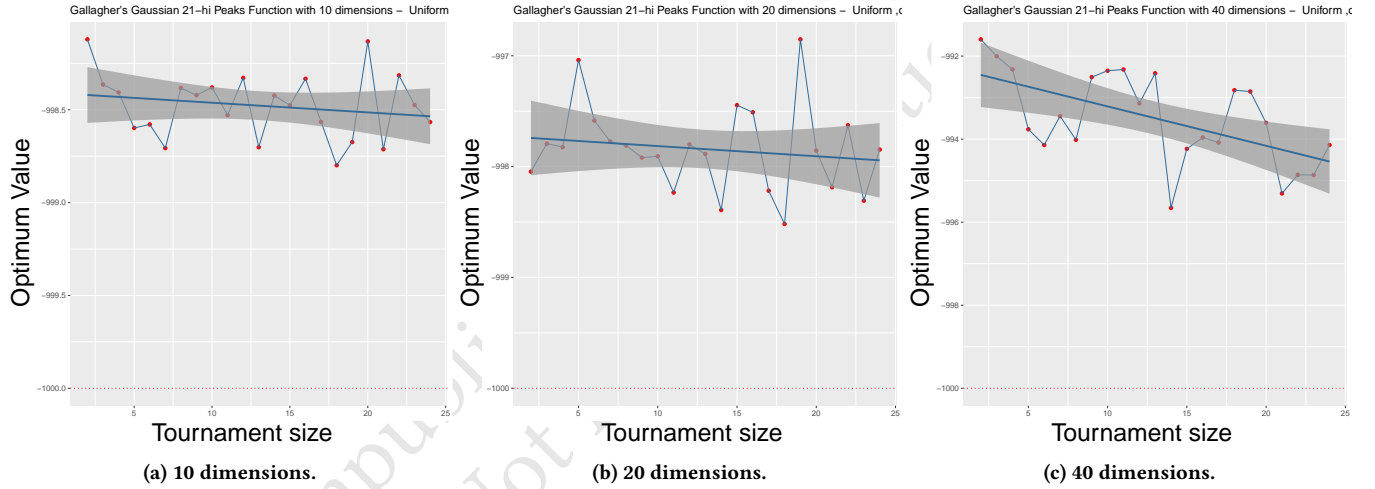 Gallagher's Gaussian 21−hi Peaks Function with 10 dimensions − Uniform
Optimum Value
−998.5
−999.0
−999.5
−1000.0
5
10
15
20
25
Tournament size
(a) 10 dimensions.
Gallagher's Gaussian 21−hi Peaks Function with 20 dimensions − Uniform ,c
Optimum Value
−997
−998
−999
−1000
5
10
15
20
25
Tournament size
(b) 20 dimensions.
Gallagher's Gaussian 21−hi Peaks Function with 40 dimensions − Uniform ,c
Optimum Value
−992
−994
−996
−998
−1000
5
10
15
20
25
Tournament size
(c) 40 dimensions.